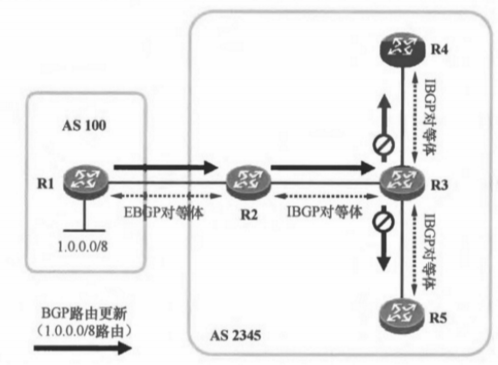 R4
IBGP对等体
AS 100
R1
R2
R3
EBGP对等体
IBGP对等体
1.0.0.0/8
IBGP对等体
BGP路由更新
(1.0.0.0/8路由)
R5
AS 2345